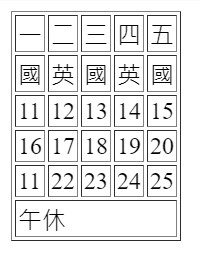 一 二 三 四 五
國 英 國 英 國
11 12 13 14 15
16 17 18 19 20
11 22 23 24 25
午休